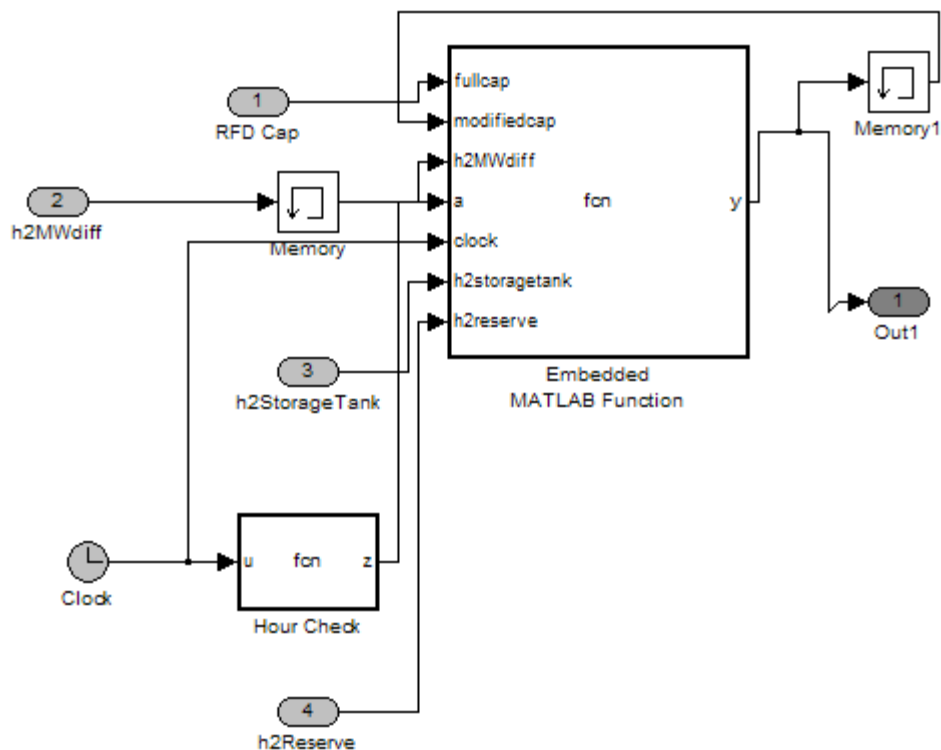 1
RFD Cap
2
h2MWdiff
Memory
fullcap
modifiedcap
h2MWdiff
a
clock
h2storagetank
h2reserve
fcn
y
Embedded
MATLAB Function
Memory1
1
Out1
3
h2StorageTank
Clock
u
fcn
z
Hour Check
4
h2Reserve